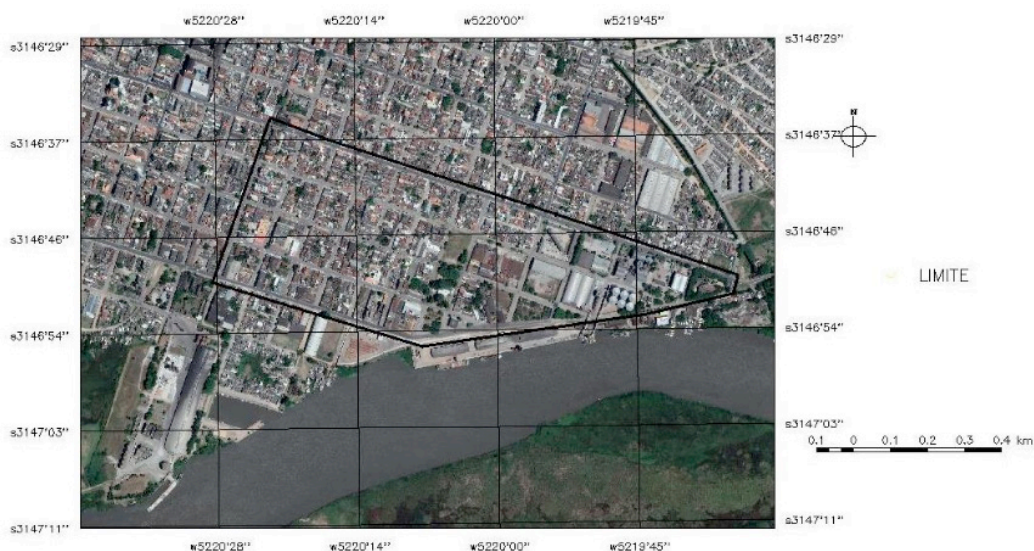 w5220'28" w5220'14" w5220'00" w5219'45"
s3146'29" s3146'29"
N
s3146'37" s3146'37"
s3146'46" s3146'46"
LIMITE
s3146'54" s3146'54"
s3147'03" s3147'03"
0.1 0 0.1 0.2 0.3 0.4 km
s3147'11" s3147'11"
w5220'28" w5220'14" w5220'00" w5219'45"